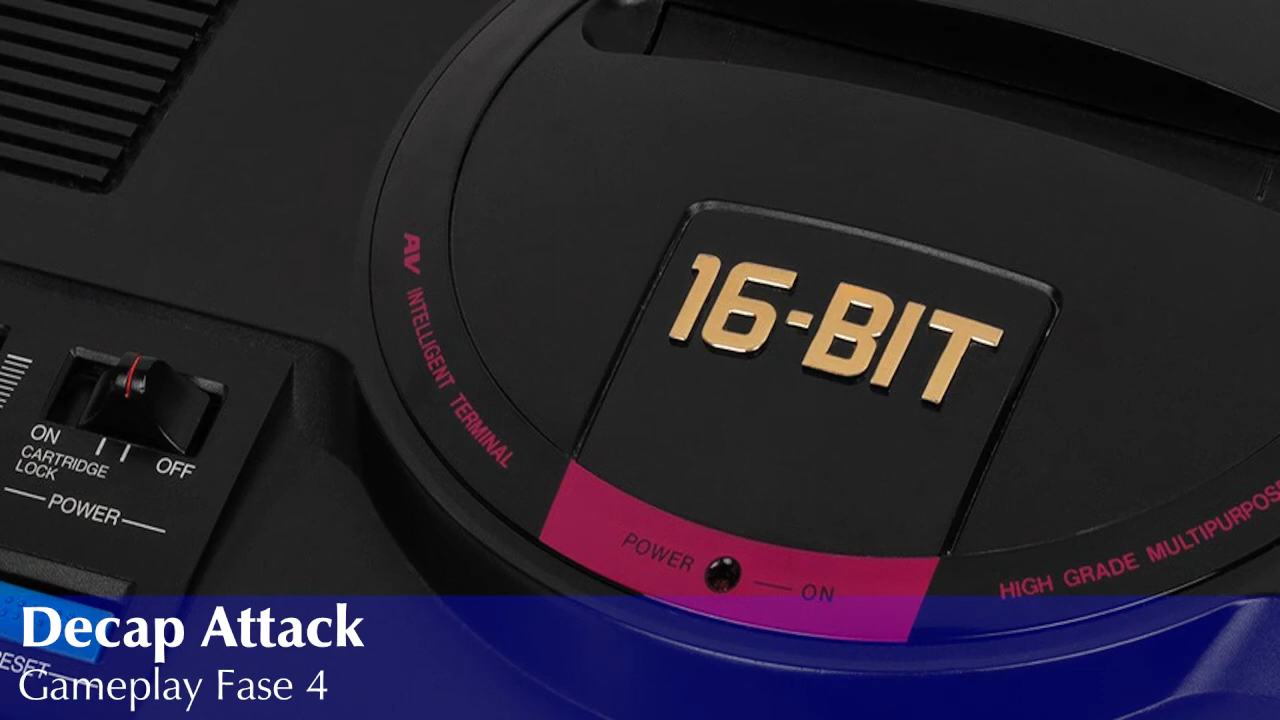 16-BIT
AV INTELLIGENT TERMINAL
HIGH GRADE MULTIPURPOS
ON
OFF
CARTRIDGE
LOCK
POWER
POWER
ON
RESET
Decap Attack
Gameplay Fase 4